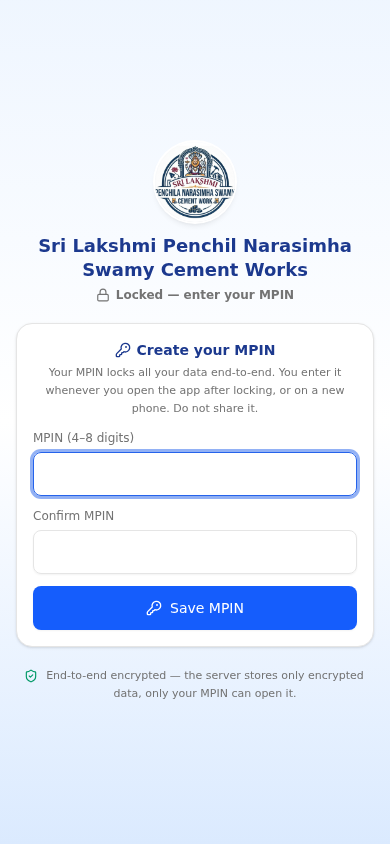 SRI LAKSHMI
PENCHILA NARASIMHA SWAMY
CEMENT WORK
Sri Lakshmi Penchil Narasimha
Swamy Cement Works
Locked — enter your MPIN
Create your MPIN
Your MPIN locks all your data end-to-end. You enter it
whenever you open the app after locking, or on a new
phone. Do not share it.
MPIN (4–8 digits)
Confirm MPIN
Save MPIN
End-to-end encrypted — the server stores only encrypted
data, only your MPIN can open it.